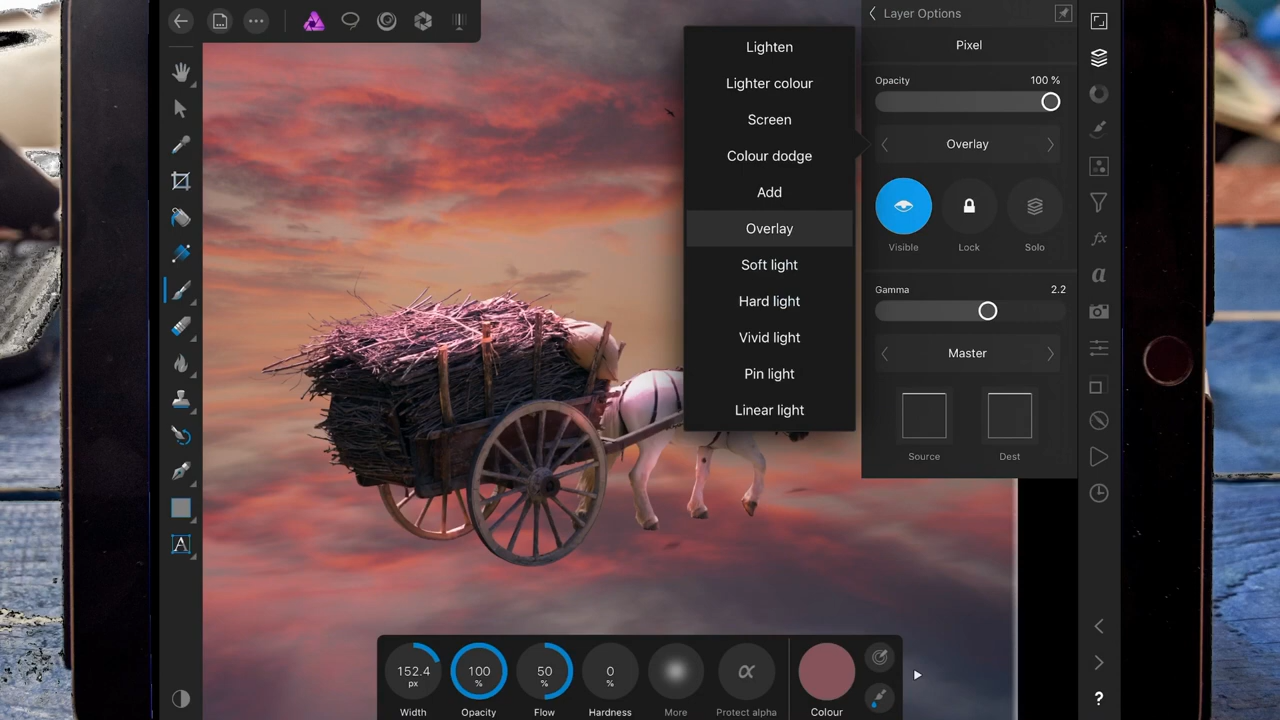 Layer Options
Pixel
Opacity
100 %
Overlay
Visible
Lock
Solo
Gamma
2.2
Master
Source
Dest
Lighten
Lighter colour
Screen
Colour dodge
Add
Overlay
Soft light
Hard light
Vivid light
Pin light
Linear light
fx
a
A
?
152.4
px
100
%
50
%
0
%
α
Width
Opacity
Flow
Hardness
More
Protect alpha
Colour